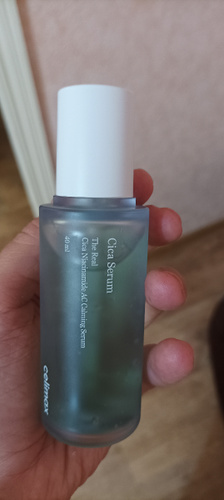 Cica Serum
The Real
Cica Niacinamide AC Calming Serum
40 ml
celimax